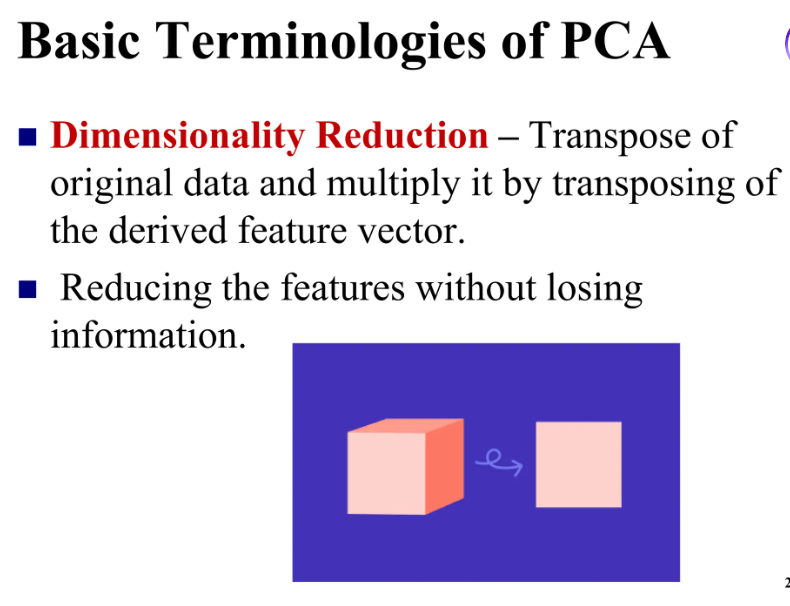 Basic Terminologies of PCA
Dimensionality Reduction – Transpose of
original data and multiply it by transposing of
the derived feature vector.
Reducing the features without losing
information.
2